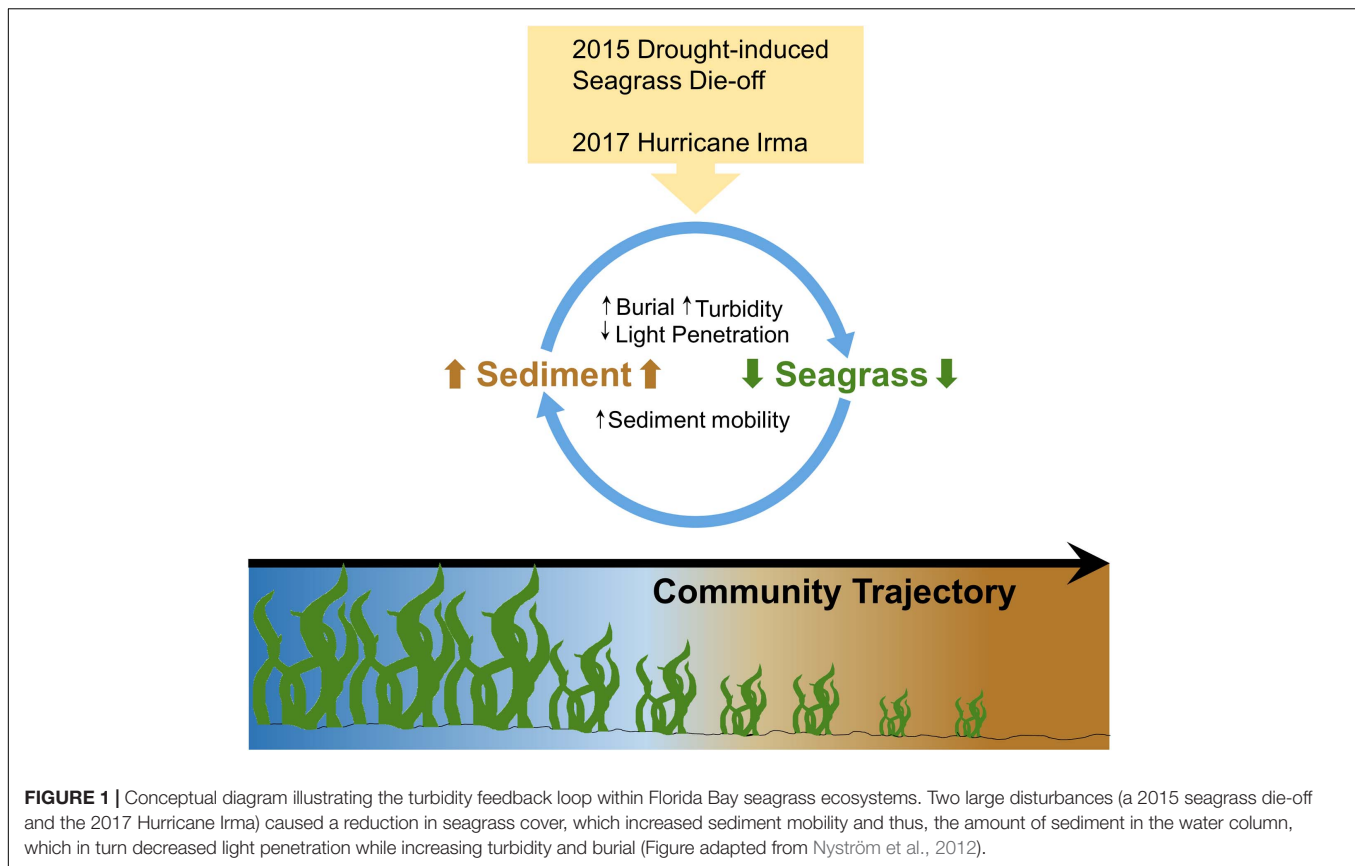 2015 Drought-induced
Seagrass Die-off
2017 Hurricane Irma
↑Burial ↑Turbidity
↓Light Penetration
⬆ Sediment ⬆ ⬇ Seagrass ⬇
↑Sediment mobility
Community Trajectory
FIGURE 1 | Conceptual diagram illustrating the turbidity feedback loop within Florida Bay seagrass ecosystems. Two large disturbances (a 2015 seagrass die-off
and the 2017 Hurricane Irma) caused a reduction in seagrass cover, which increased sediment mobility and thus, the amount of sediment in the water column,
which in turn decreased light penetration while increasing turbidity and burial (Figure adapted from Nyström et al., 2012).